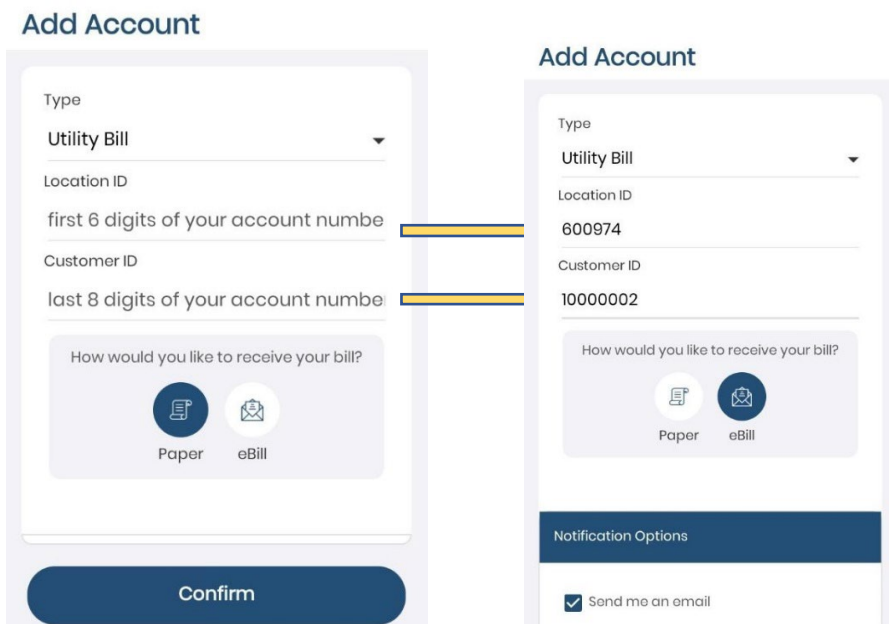 Add Account
Type
Utility Bill
Location ID
first 6 digits of your account numbe
Customer ID
last 8 digits of your account number
How would you like to receive your bill?
Paper eBill
Confirm
Add Account
Type
Utility Bill
Location ID
600974
Customer ID
10000002
How would you like to receive your bill?
Paper eBill
Notification Options
Send me an email